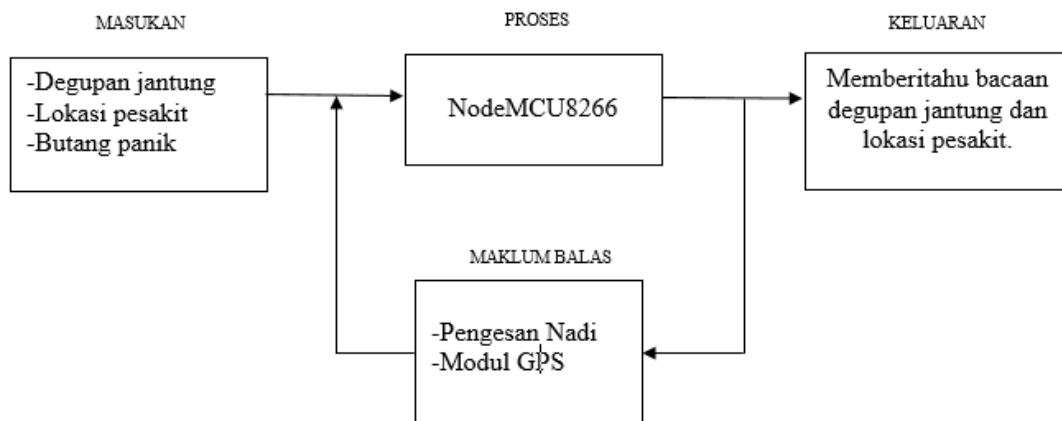 MASUKAN
PROSES
KELUARAN
-Degupan jantung
-Lokasi pesakit
-Butang panik
NodeMCU8266
Memberitahu bacaan
degupan jantung dan
lokasi pesakit.
MAKLUM BALAS
-Pengesan Nadi
-Modul GPS